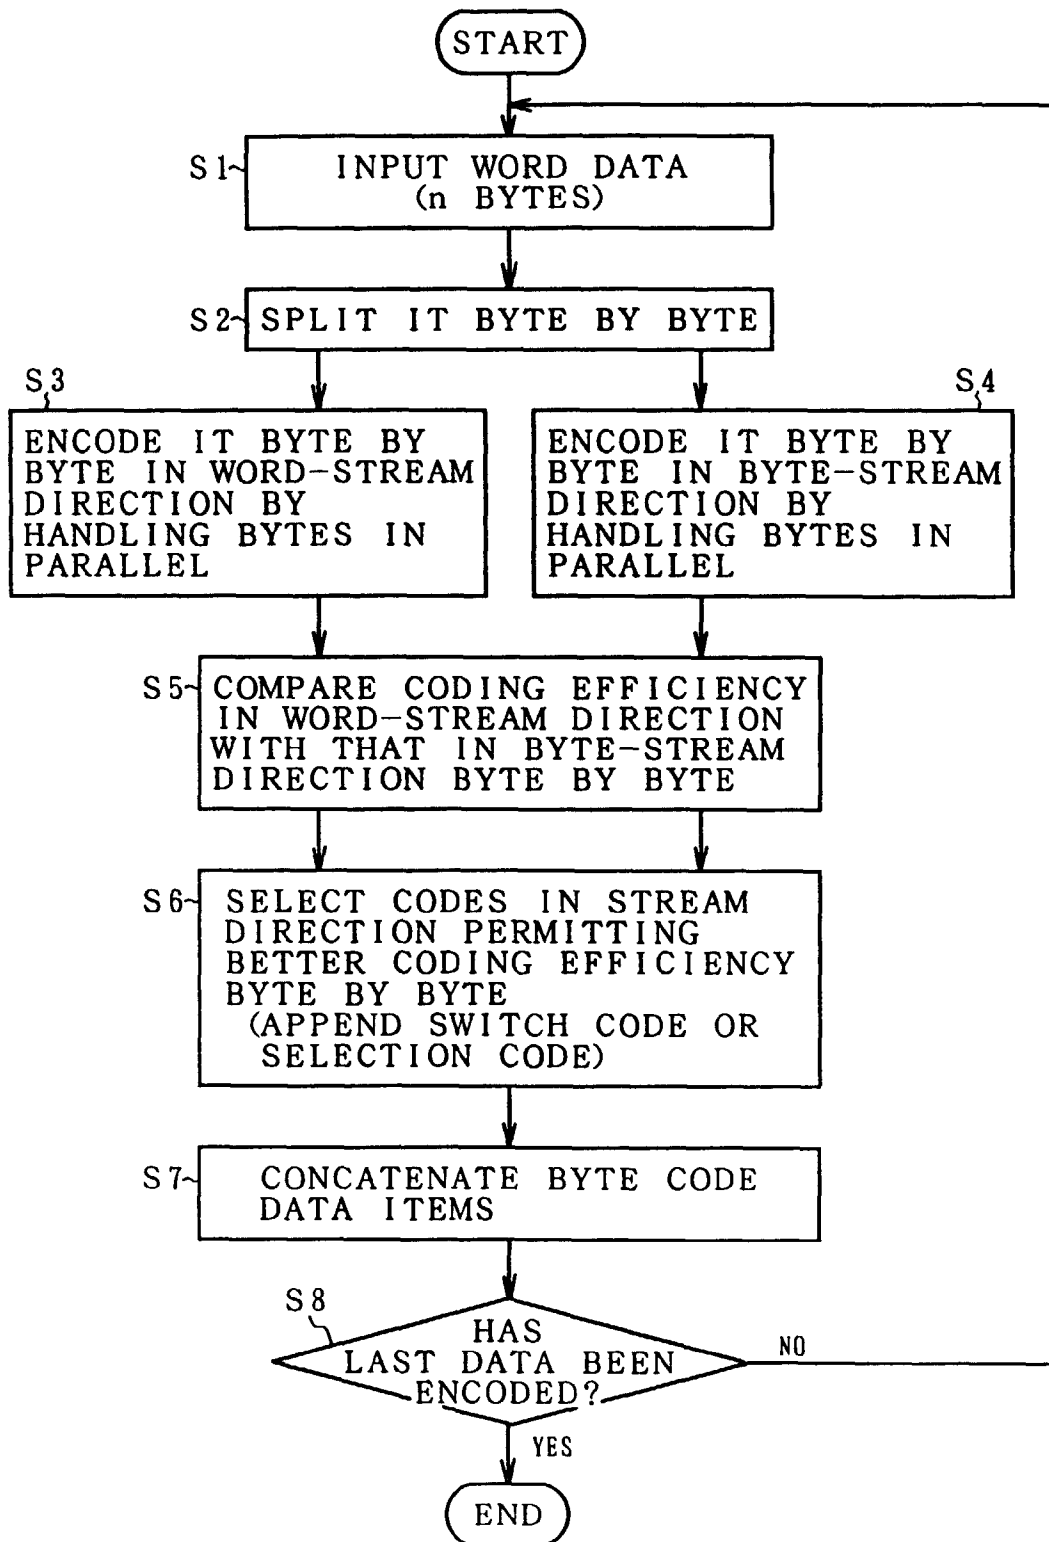 START
S1
INPUT WORD DATA
(n BYTES)
S2
SPLIT IT BYTE BY BYTE
S3
ENCODE IT BYTE BY
BYTE IN WORD-STREAM
DIRECTION BY
HANDLING BYTES IN
PARALLEL
S4
ENCODE IT BYTE BY
BYTE IN BYTE-STREAM
DIRECTION BY
HANDLING BYTES IN
PARALLEL
S5
COMPARE CODING EFFICIENCY
IN WORD-STREAM DIRECTION
WITH THAT IN BYTE-STREAM
DIRECTION BYTE BY BYTE
S6
SELECT CODES IN STREAM
DIRECTION PERMITTING
BETTER CODING EFFICIENCY
BYTE BY BYTE
(APPEND SWITCH CODE OR
SELECTION CODE)
S7
CONCATENATE BYTE CODE
DATA ITEMS
S8
HAS
LAST DATA BEEN
ENCODED?
NO
YES
END